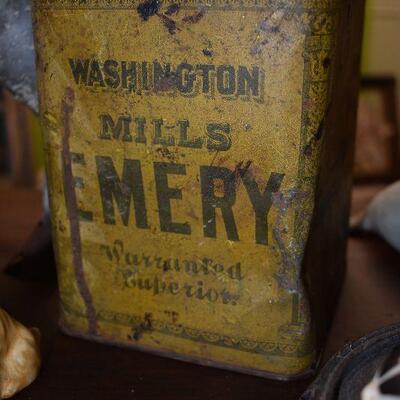 WASHINGTON
MILLS
EMERY
Warranted
Superior.